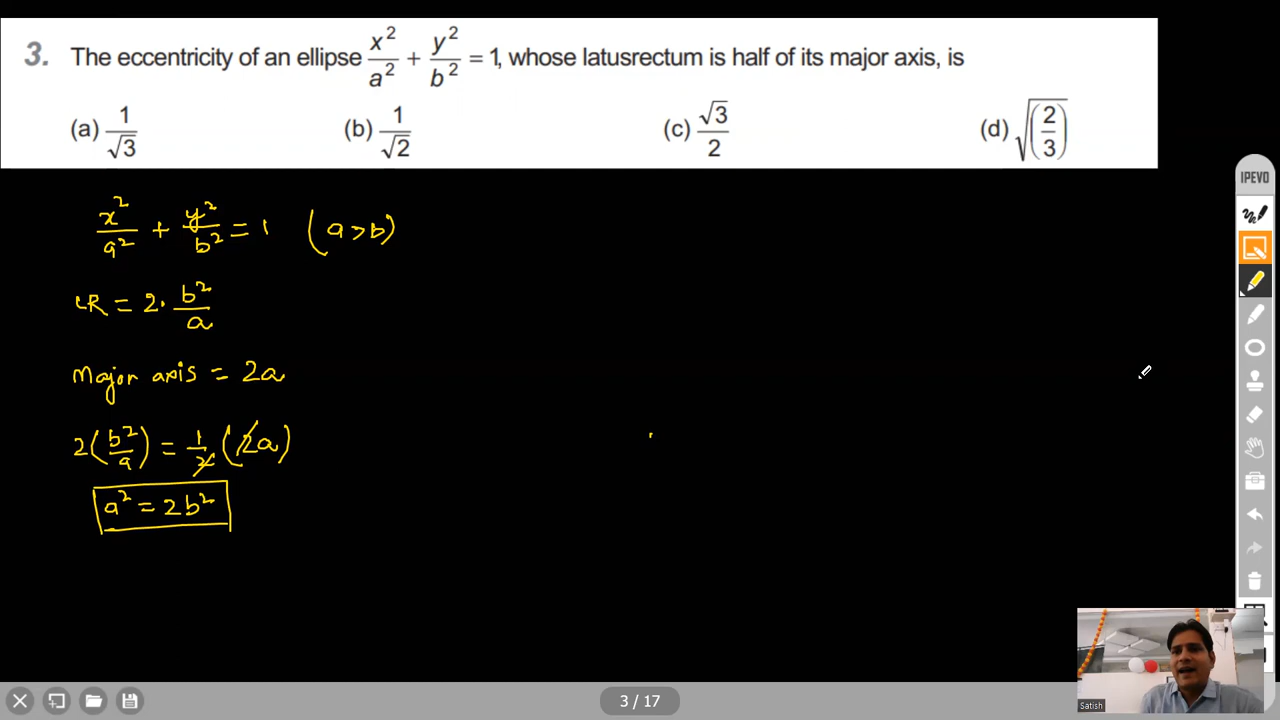 3. The eccentricity of an ellipse x²/a² + y²/b² = 1, whose latusrectum is half of its major axis, is
(a) 1/√3 (b) 1/√2 (c) √3/2 (d) √(2/3)
x²/a² + y²/b² = 1 (a > b)
LR = 2 · b²/a
Major axis = 2a
2(b²/a) = 1/2 (2a)
a² = 2b²
IPEVO
3 / 17
Satish